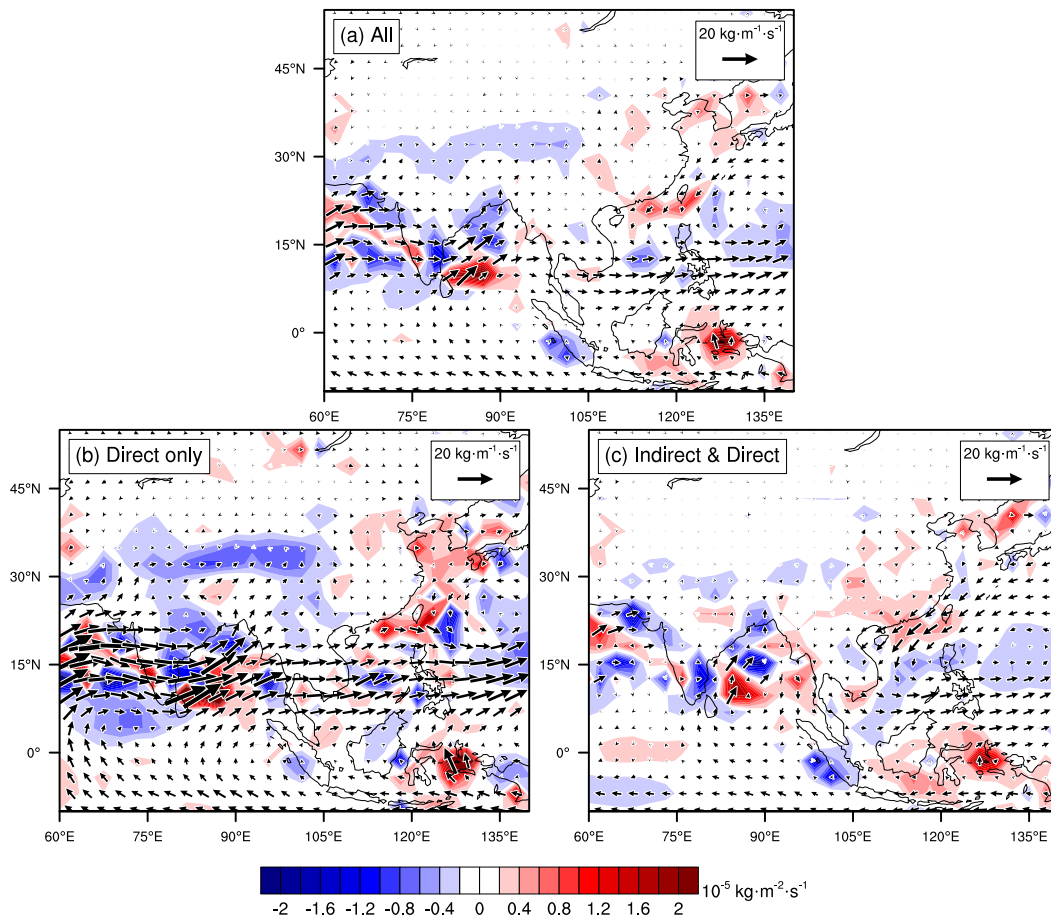 (a) All
20 kg·m⁻¹·s⁻¹
45°N
30°N
15°N
0°
60°E 75°E 90°E 105°E 120°E 135°E
(b) Direct only
20 kg·m⁻¹·s⁻¹
(c) Indirect & Direct
20 kg·m⁻¹·s⁻¹
45°N 45°N
30°N 30°N
15°N 15°N
0° 0°
60°E 75°E 90°E 105°E 120°E 135°E 60°E 75°E 90°E 105°E 120°E 135°E
-2 -1.6 -1.2 -0.8 -0.4 0 0.4 0.8 1.2 1.6 2 10⁻⁵ kg·m⁻²·s⁻¹